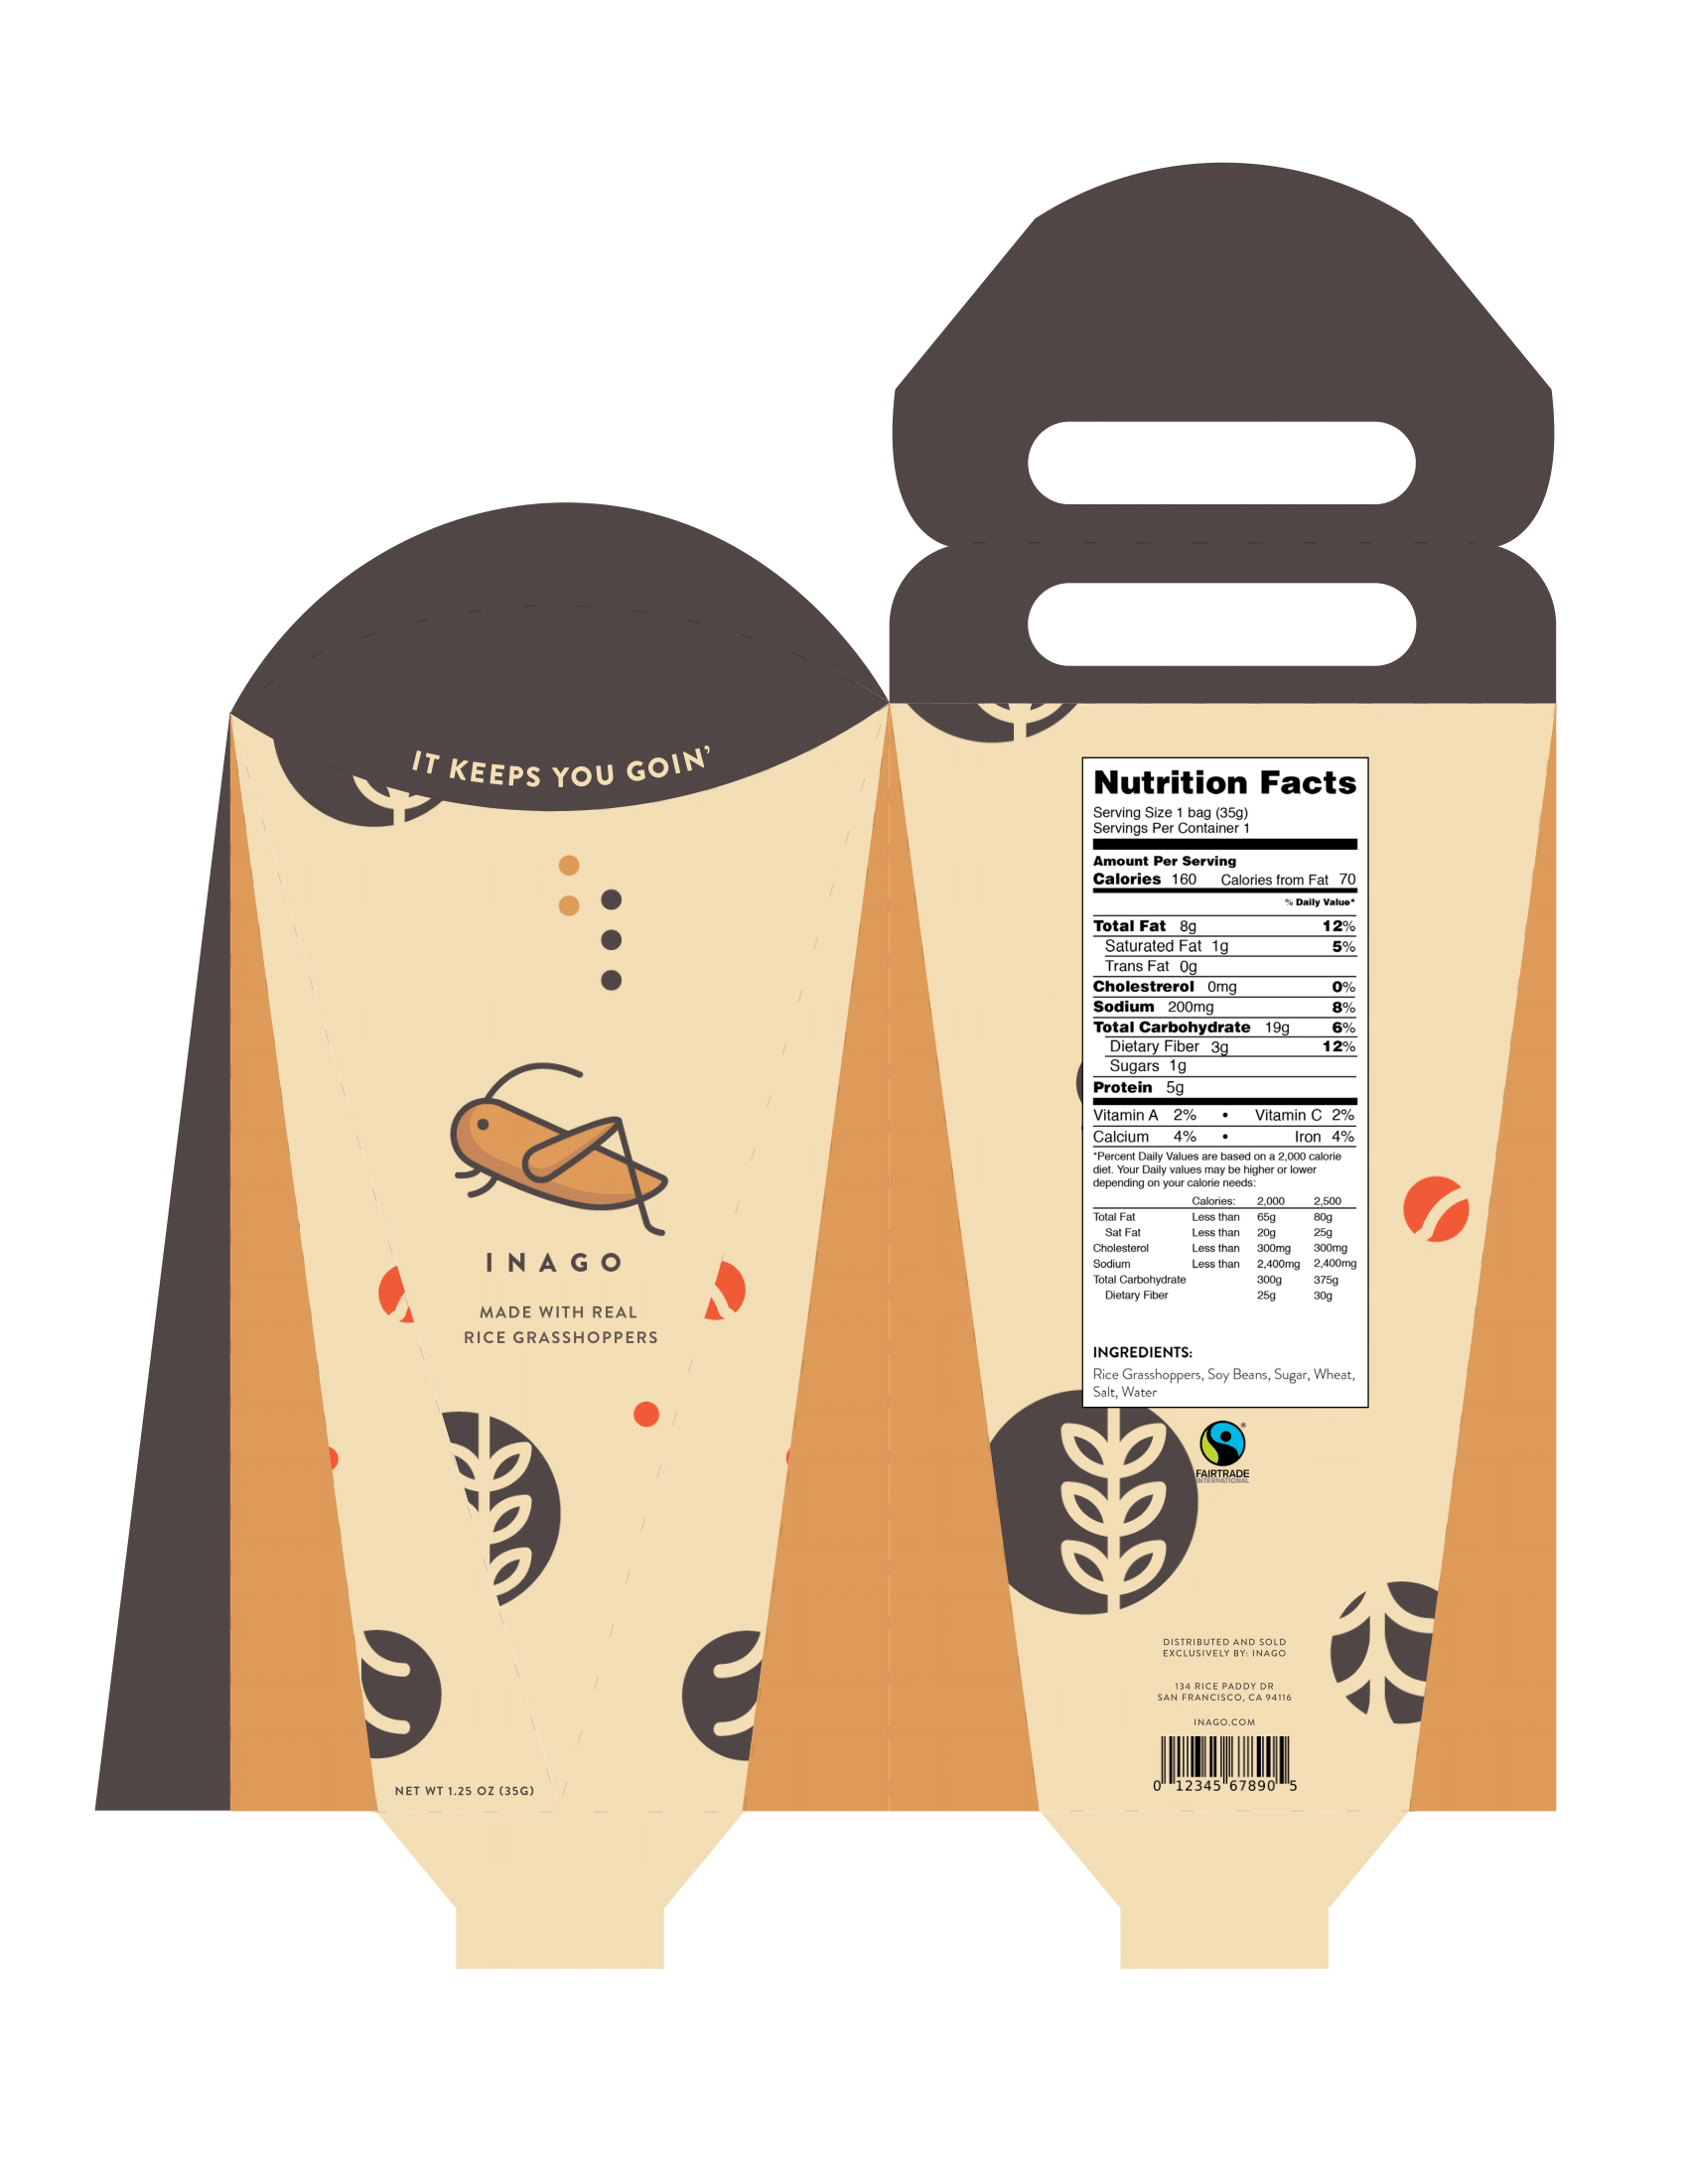 IT KEEPS YOU GOIN'
INAGO
MADE WITH REAL
RICE GRASSHOPPERS
NET WT 1.25 OZ (35G)
Nutrition Facts
Serving Size 1 bag (35g)
Servings Per Container 1
Amount Per Serving
Calories 160 Calories from Fat 70
% Daily Value*
Total Fat 8g 12%
Saturated Fat 1g 5%
Trans Fat 0g
Cholestrerol 0mg 0%
Sodium 200mg 8%
Total Carbohydrate 19g 6%
Dietary Fiber 3g 12%
Sugars 1g
Protein 5g
Vitamin A 2% • Vitamin C 2%
Calcium 4% • Iron 4%
*Percent Daily Values are based on a 2,000 calorie
diet. Your Daily values may be higher or lower
depending on your calorie needs:
Calories: 2,000 2,500
Total Fat Less than 65g 80g
Sat Fat Less than 20g 25g
Cholesterol Less than 300mg 300mg
Sodium Less than 2,400mg 2,400mg
Total Carbohydrate 300g 375g
Dietary Fiber 25g 30g
INGREDIENTS:
Rice Grasshoppers, Soy Beans, Sugar, Wheat,
Salt, Water
®
FAIRTRADE
INTERNATIONAL
DISTRIBUTED AND SOLD
EXCLUSIVELY BY: INAGO
134 RICE PADDY DR
SAN FRANCISCO, CA 94116
INAGO.COM
0 12345 67890 5